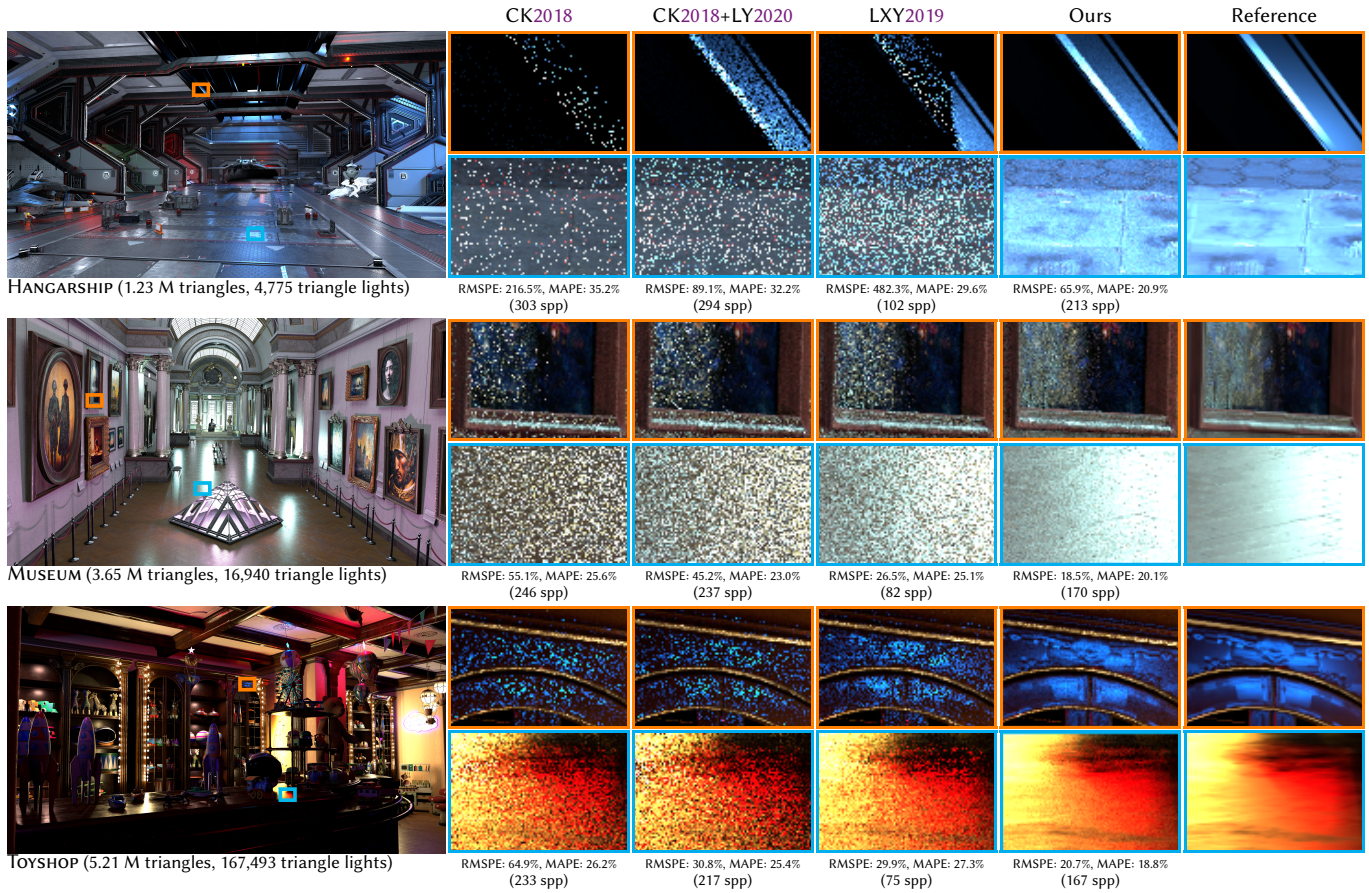 CK2018
CK2018+LY2020
LXY2019
Ours
Reference
HANGARSHIP (1.23 M triangles, 4,775 triangle lights)
RMSPE: 216.5%, MAPE: 35.2%
(303 spp)
RMSPE: 89.1%, MAPE: 32.2%
(294 spp)
RMSPE: 482.3%, MAPE: 29.6%
(102 spp)
RMSPE: 65.9%, MAPE: 20.9%
(213 spp)
MUSEUM (3.65 M triangles, 16,940 triangle lights)
RMSPE: 55.1%, MAPE: 25.6%
(246 spp)
RMSPE: 45.2%, MAPE: 23.0%
(237 spp)
RMSPE: 26.5%, MAPE: 25.1%
(82 spp)
RMSPE: 18.5%, MAPE: 20.1%
(170 spp)
TOYSHOP (5.21 M triangles, 167,493 triangle lights)
RMSPE: 64.9%, MAPE: 26.2%
(233 spp)
RMSPE: 30.8%, MAPE: 25.4%
(217 spp)
RMSPE: 29.9%, MAPE: 27.3%
(75 spp)
RMSPE: 20.7%, MAPE: 18.8%
(167 spp)